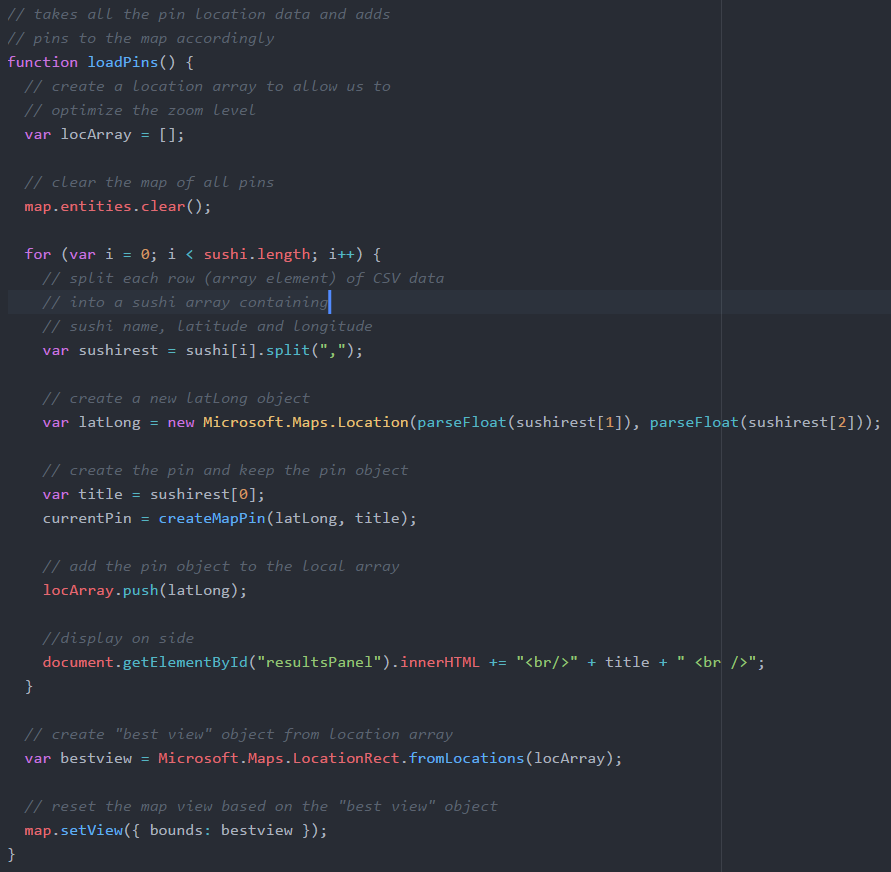 // takes all the pin location data and adds
// pins to the map accordingly
function loadPins() {
  // create a location array to allow us to
  // optimize the zoom level
  var locArray = [];

  // clear the map of all pins
  map.entities.clear();

  for (var i = 0; i < sushi.length; i++) {
    // split each row (array element) of CSV data
    // into a sushi array containing
    // sushi name, latitude and longitude
    var sushirest = sushi[i].split(",");

    // create a new latLong object
    var latLong = new Microsoft.Maps.Location(parseFloat(sushirest[1]), parseFloat(sushirest[2]));

    // create the pin and keep the pin object
    var title = sushirest[0];
    currentPin = createMapPin(latLong, title);

    // add the pin object to the local array
    locArray.push(latLong);

    //display on side
    document.getElementById("resultsPanel").innerHTML += "<br/>" + title + " <br />";
  }

  // create "best view" object from location array
  var bestview = Microsoft.Maps.LocationRect.fromLocations(locArray);

  // reset the map view based on the "best view" object
  map.setView({ bounds: bestview });
}